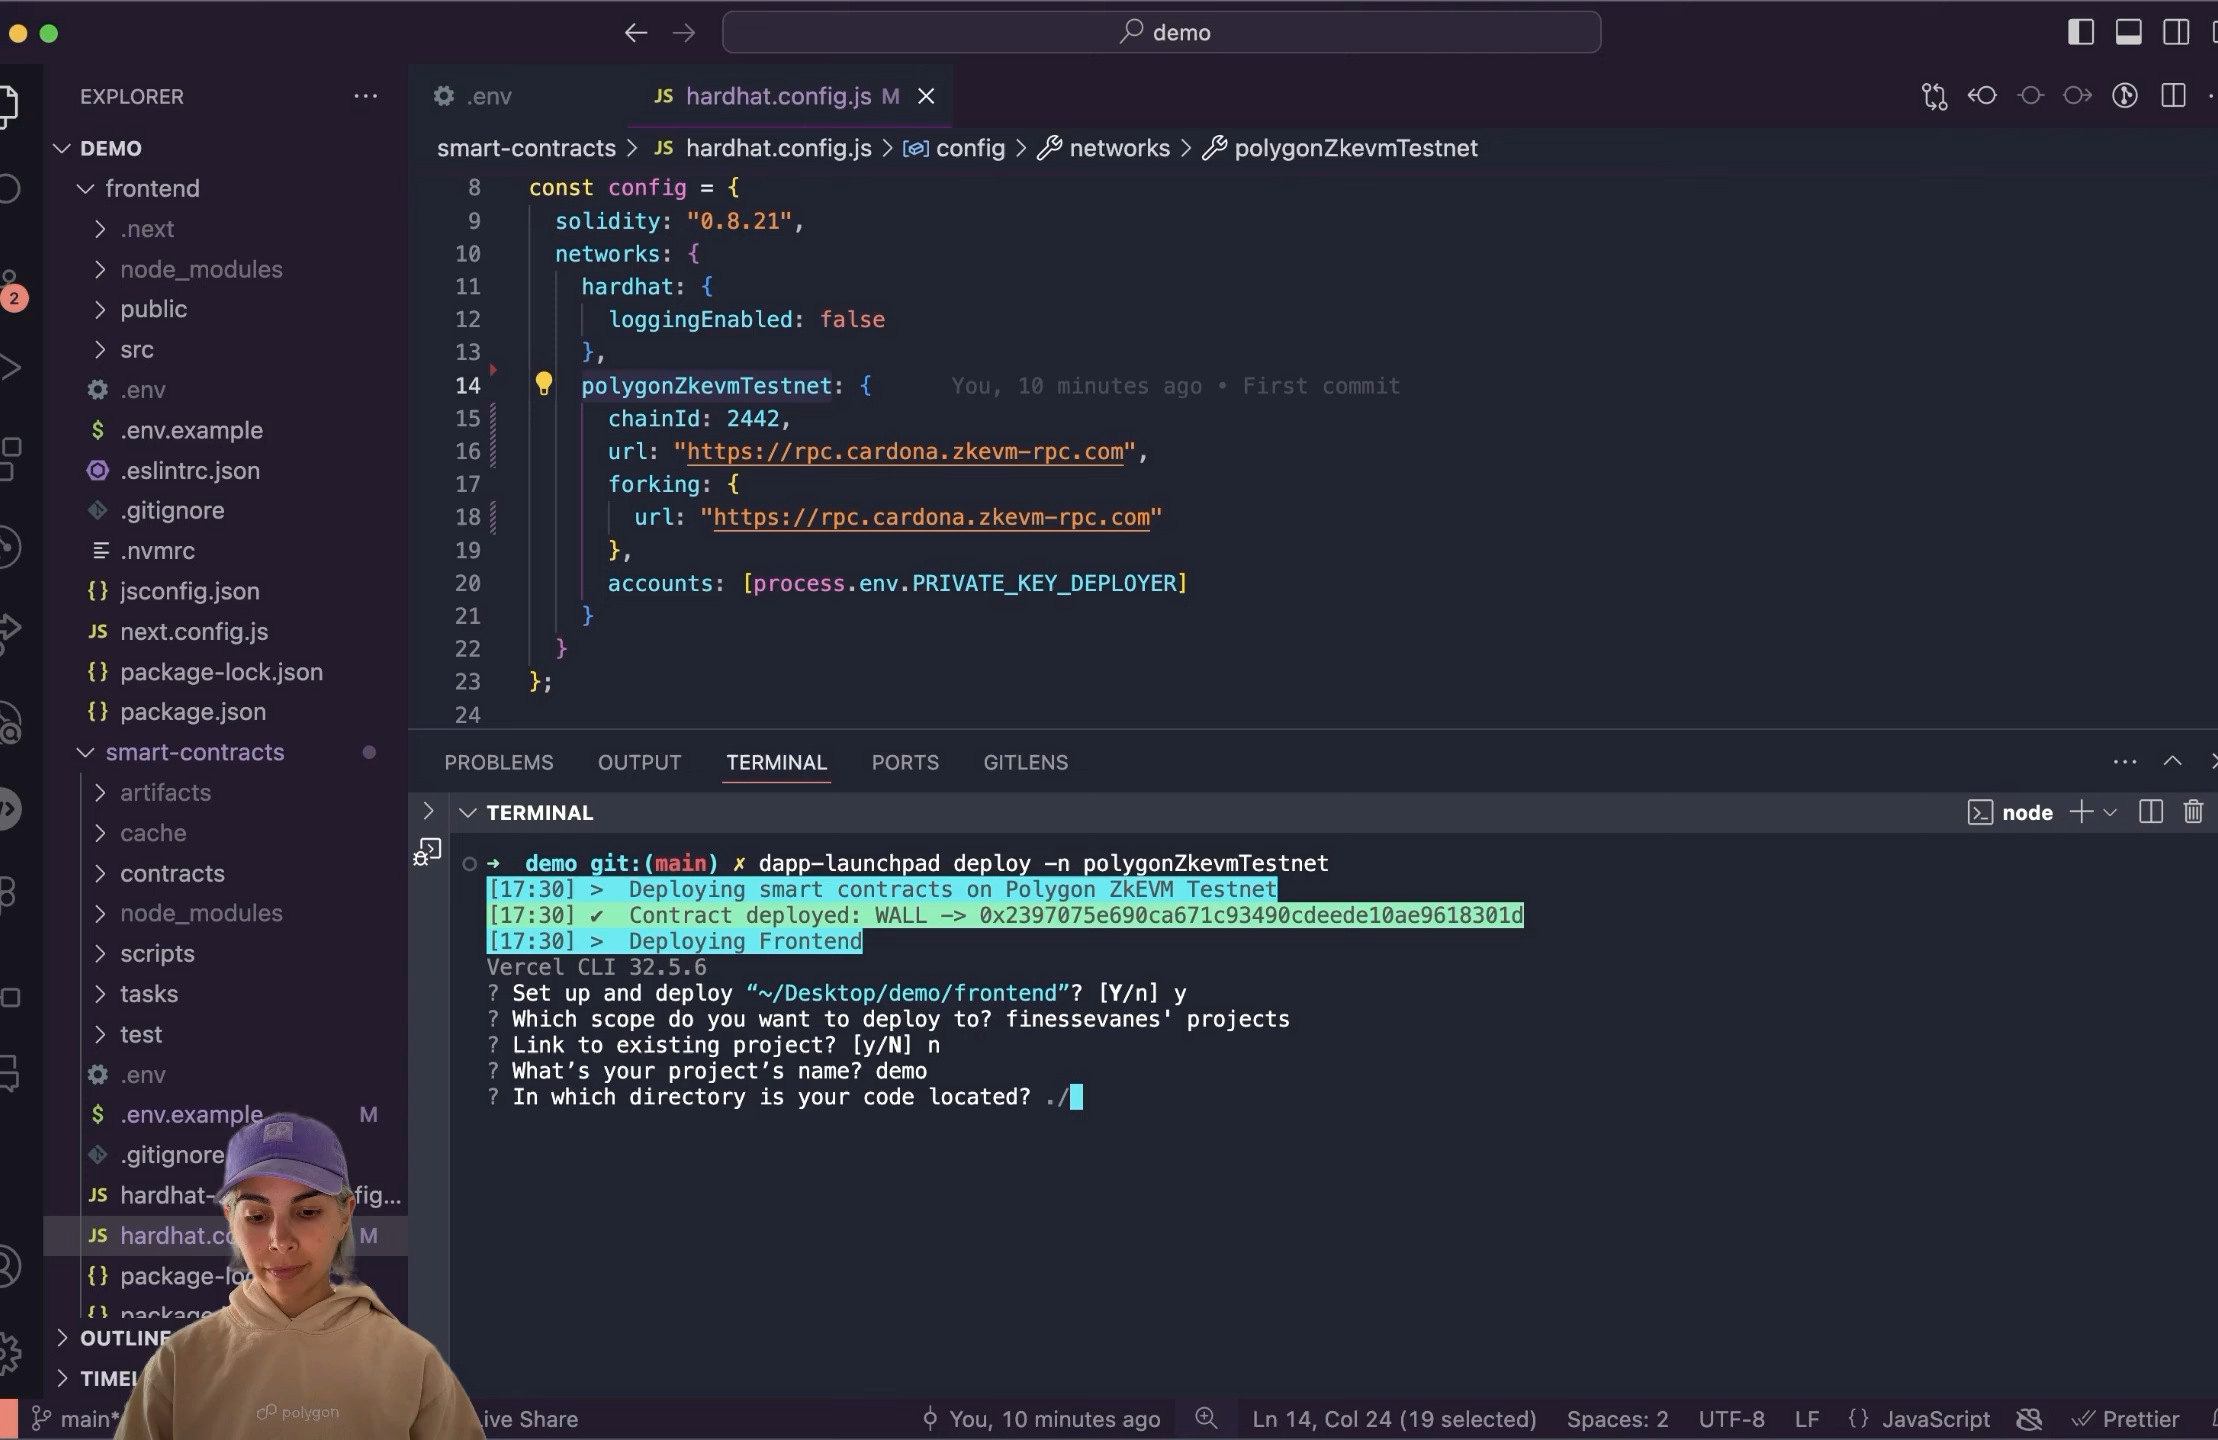 demo
EXPLORER
.env
JS hardhat.config.js M
DEMO
smart-contracts > JS hardhat.config.js > config > networks > polygonZkevmTestnet
frontend
.next
node_modules
public
src
.env
$ .env.example
.eslintrc.json
.gitignore
.nvmrc
{} jsconfig.json
JS next.config.js
{} package-lock.json
{} package.json
smart-contracts
artifacts
cache
contracts
node_modules
scripts
tasks
test
.env
$ .env.example M
.gitignore
JS
JS M
{}
{}
OUTLINE
2
8 const config = {
9 solidity: "0.8.21",
10 networks: {
11 hardhat: {
12 loggingEnabled: false
13 },
14 polygonZkevmTestnet: { You, 10 minutes ago • First commit
15 chainId: 2442,
16 url: "https://rpc.cardona.zkevm-rpc.com",
17 forking: {
18 url: "https://rpc.cardona.zkevm-rpc.com"
19 },
20 accounts: [process.env.PRIVATE_KEY_DEPLOYER]
21 }
22 }
23 };
24
PROBLEMS OUTPUT TERMINAL PORTS GITLENS
TERMINAL node
→ demo git:(main) ✗ dapp-launchpad deploy -n polygonZkevmTestnet
[17:30] > Deploying smart contracts on Polygon ZkEVM Testnet
[17:30] ✔ Contract deployed: WALL -> 0x2397075e690ca671c93490cdeede10ae9618301d
[17:30] > Deploying Frontend
Vercel CLI 32.5.6
? Set up and deploy “~/Desktop/demo/frontend”? [Y/n] y
? Which scope do you want to deploy to? finessevanes' projects
? Link to existing project? [y/N] n
? What’s your project’s name? demo
? In which directory is your code located? ./
polygon
main* Share You, 10 minutes ago Ln 14, Col 24 (19 selected) Spaces: 2 UTF-8 LF {} JavaScript Prettier